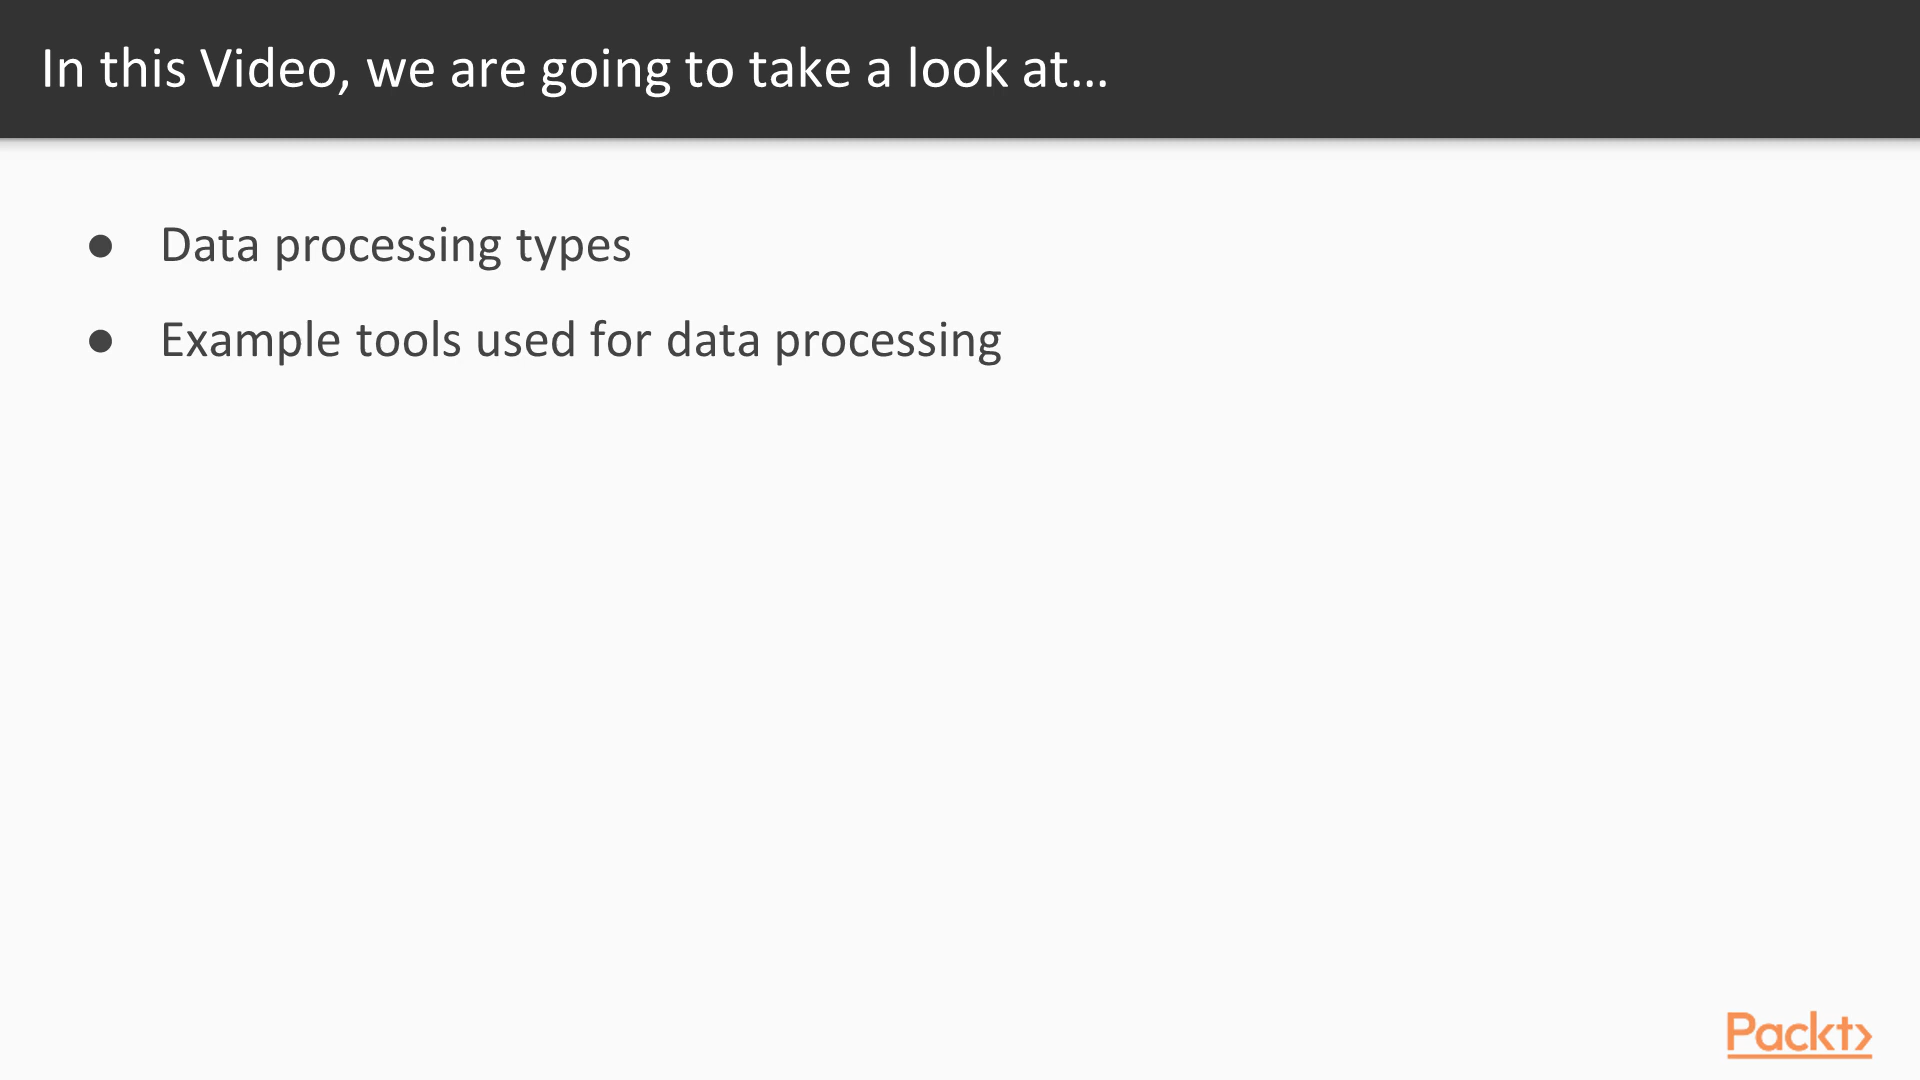 In this Video, we are going to take a look at…
● Data processing types
● Example tools used for data processing
Packt>